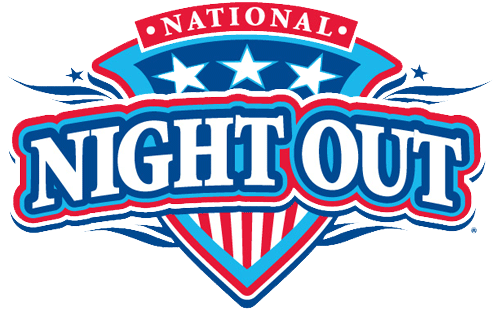 · NATIONAL ·
NIGHT OUT
®